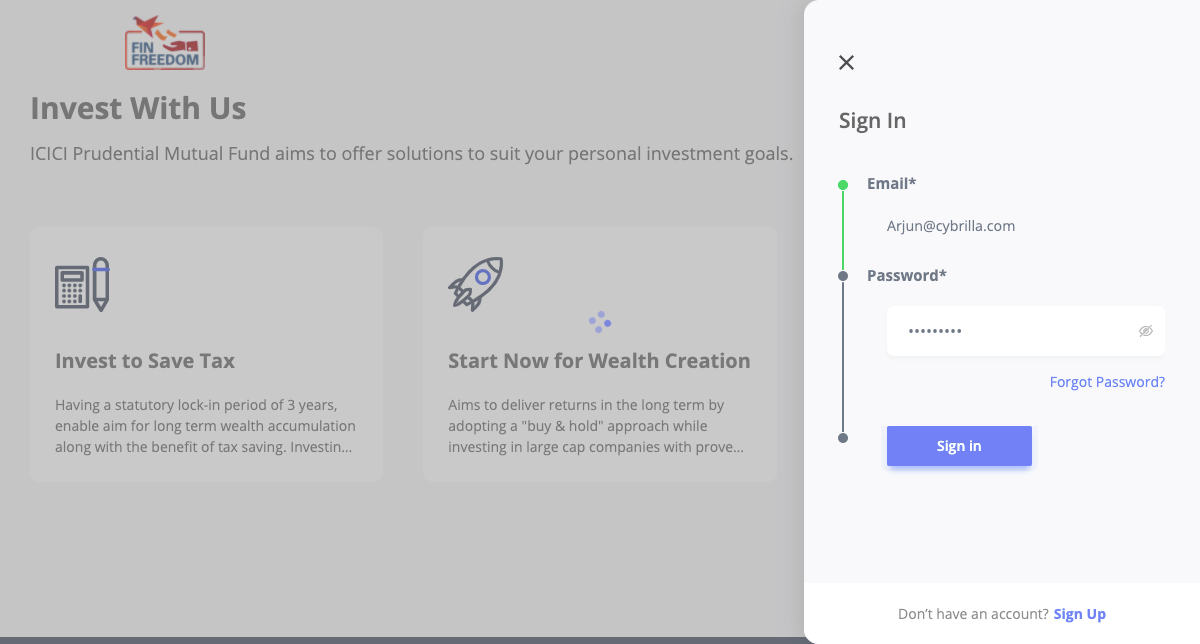 FIN
FREEDOM
Invest With Us
ICICI Prudential Mutual Fund aims to offer solutions to suit your personal investment goals.
Invest to Save Tax
Having a statutory lock-in period of 3 years,
enable aim for long term wealth accumulation
along with the benefit of tax saving. Investin...
Start Now for Wealth Creation
Aims to deliver returns in the long term by
adopting a "buy & hold" approach while
investing in large cap companies with prove...
Sign In
Email*
Arjun@cybrilla.com
Password*
•••••••••
Forgot Password?
Sign in
Don’t have an account? Sign Up